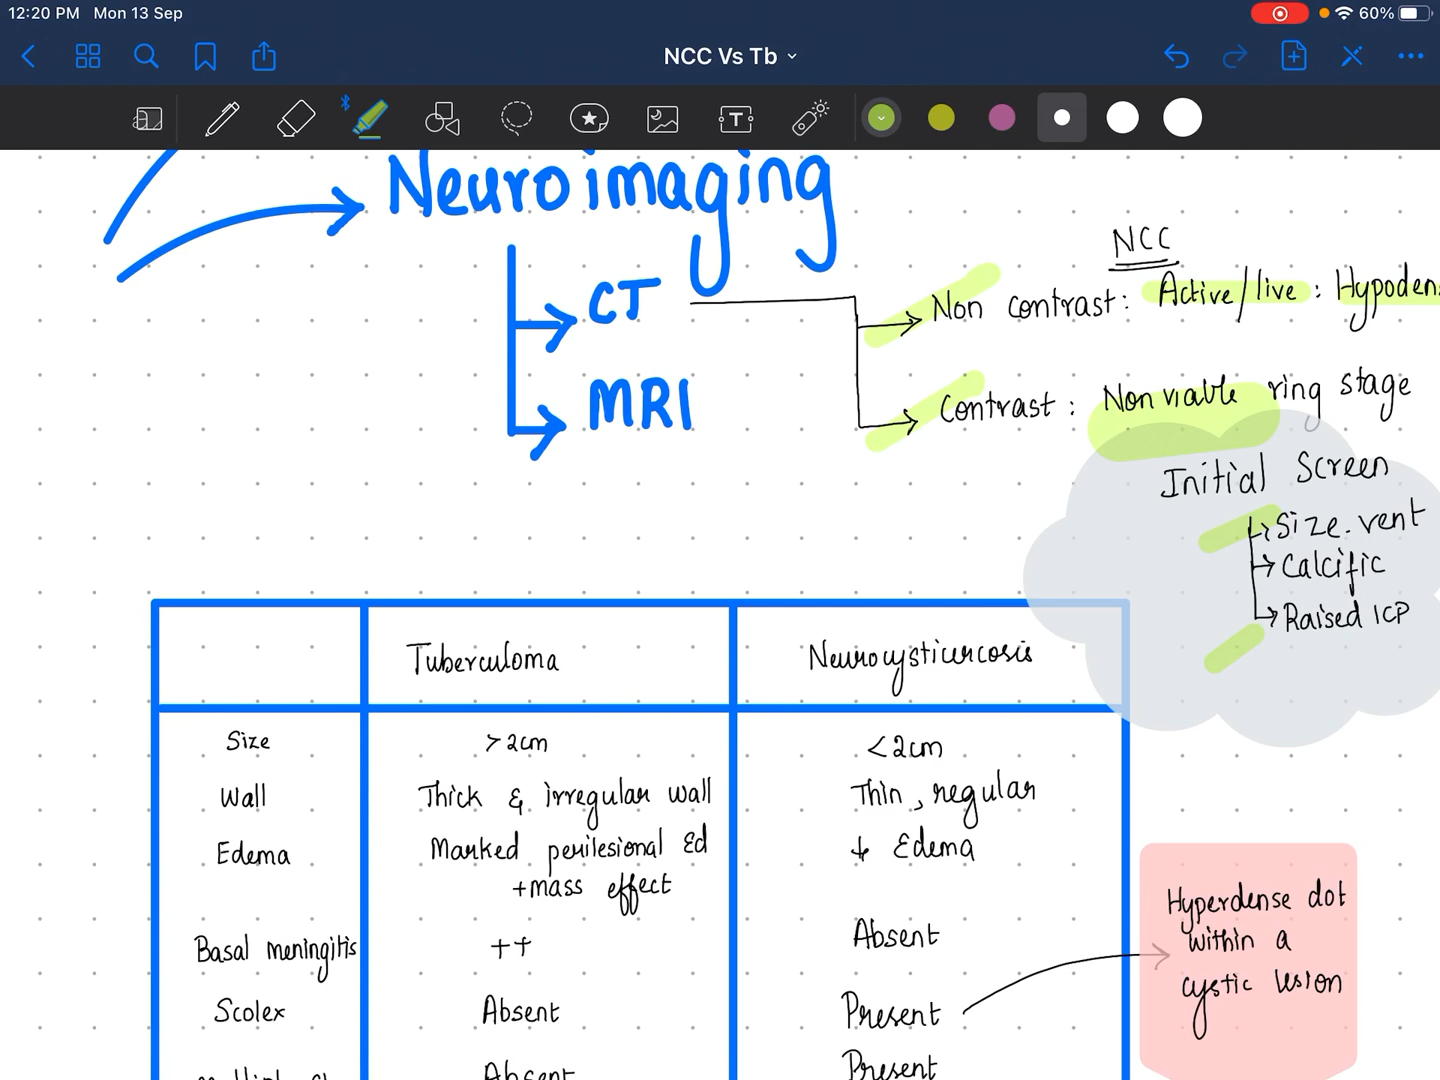 12:20 PM Mon 13 Sep
60%
NCC Vs Tb
T
Neuroimaging
CT
MRI
NCC
Non contrast: Active/live: Hypodens
Contrast: Nonviable ring stage
Initial Screen
Size.vent
Calcific
Raised ICP
Tuberculoma Neurocysticercosis
Size >2cm <2cm
Wall Thick & irregular wall Thin, regular
Edema Marked perilesional Ed ↓ Edema
+mass effect
Basal meningitis ++ Absent
Scolex Absent Present
Absent Present
Hyperdense dot
within a
cystic lesion